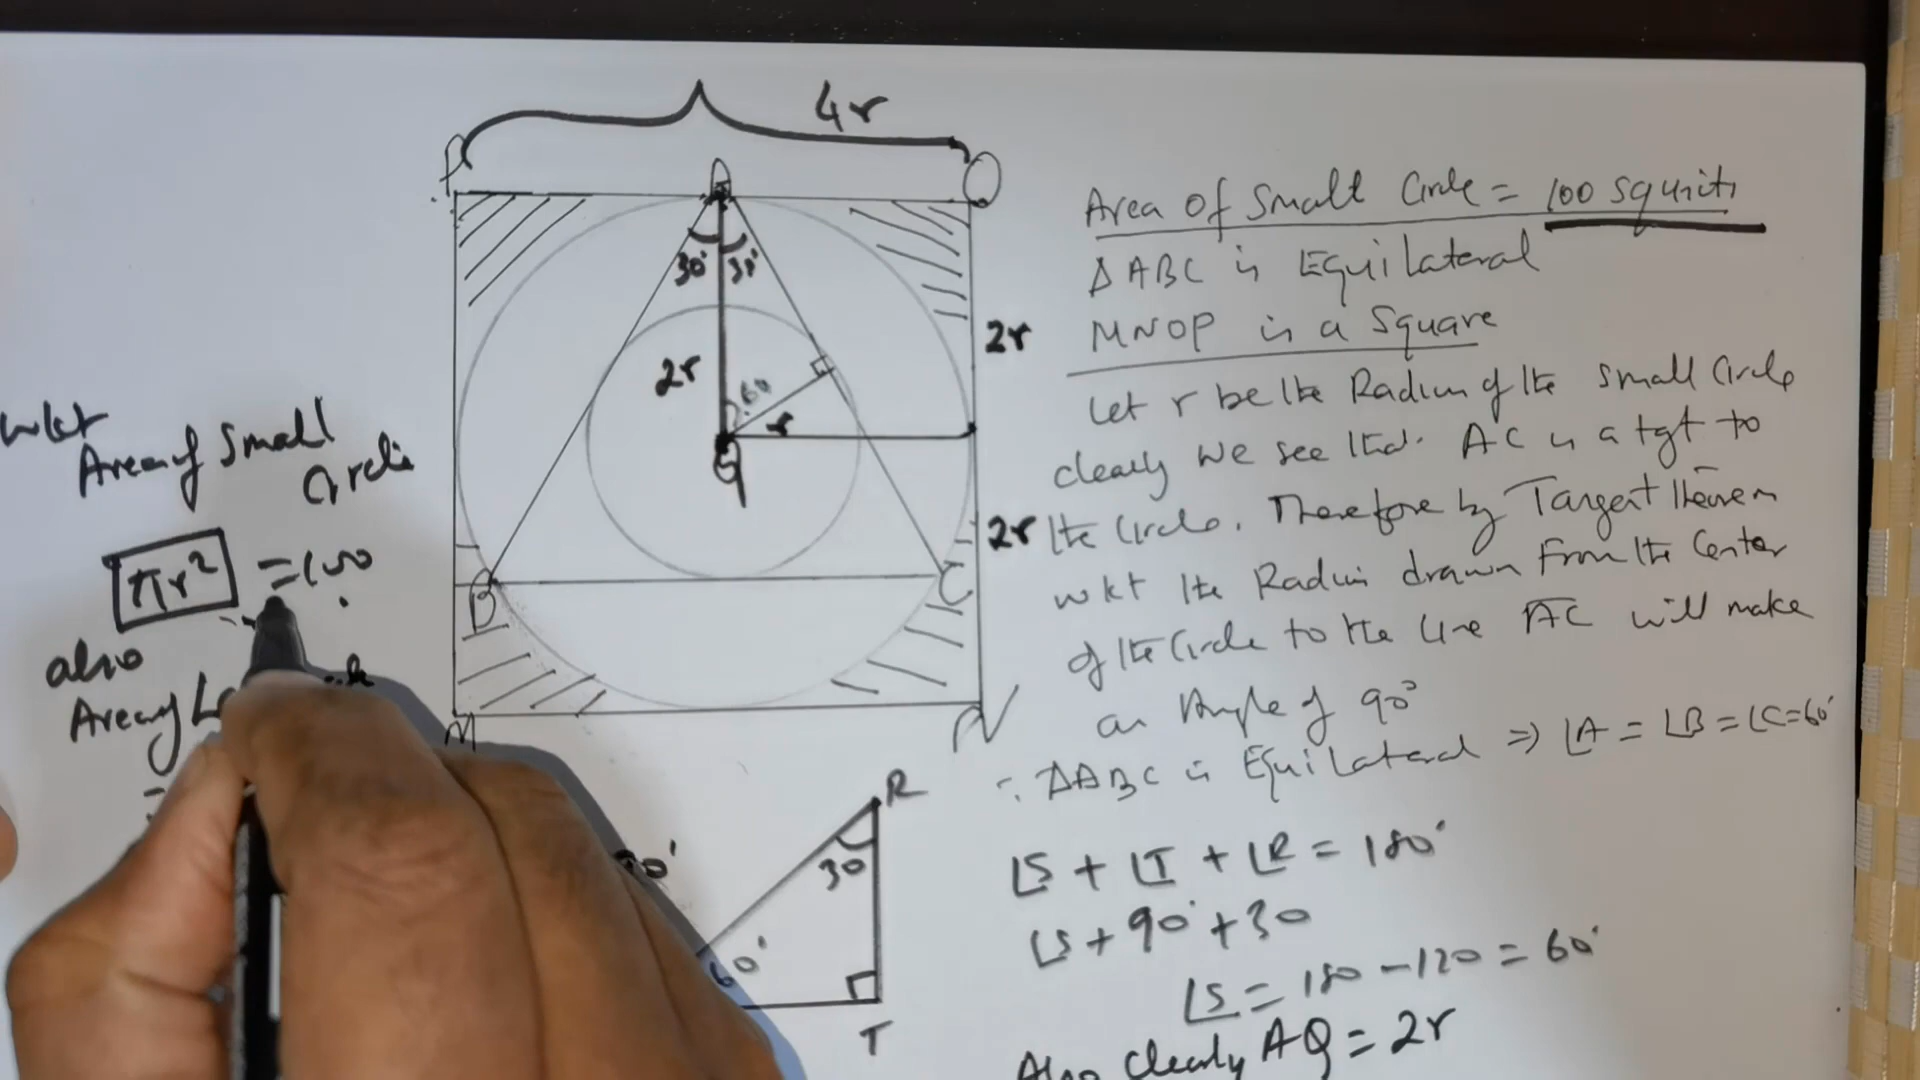 4r
P
A
O
30° 30°
2r
2r
60
r
Q
2r
B
C
M
N
wkt
Area of Small
Circle
πr² = 100
also
Area of
R
30
60°
T
Area Of Small Circle = 100 sq units
ΔABC is Equilateral
MNOP is a Square
Let r be the Radius of the small Circle
clearly we see that AC is a tgt to
the Circle. Therefore by Tangent theorem
wkt the Radius drawn From the Center
of the Circle to the Line AC will make
an Angle of 90°
∴ ΔABC is Equilateral ⇒ ∠A = ∠B = ∠C = 60°
∠S + ∠T + ∠R = 180°
∠S + 90° + 30
∠S = 180 - 120 = 60°
Also Clearly AQ = 2r